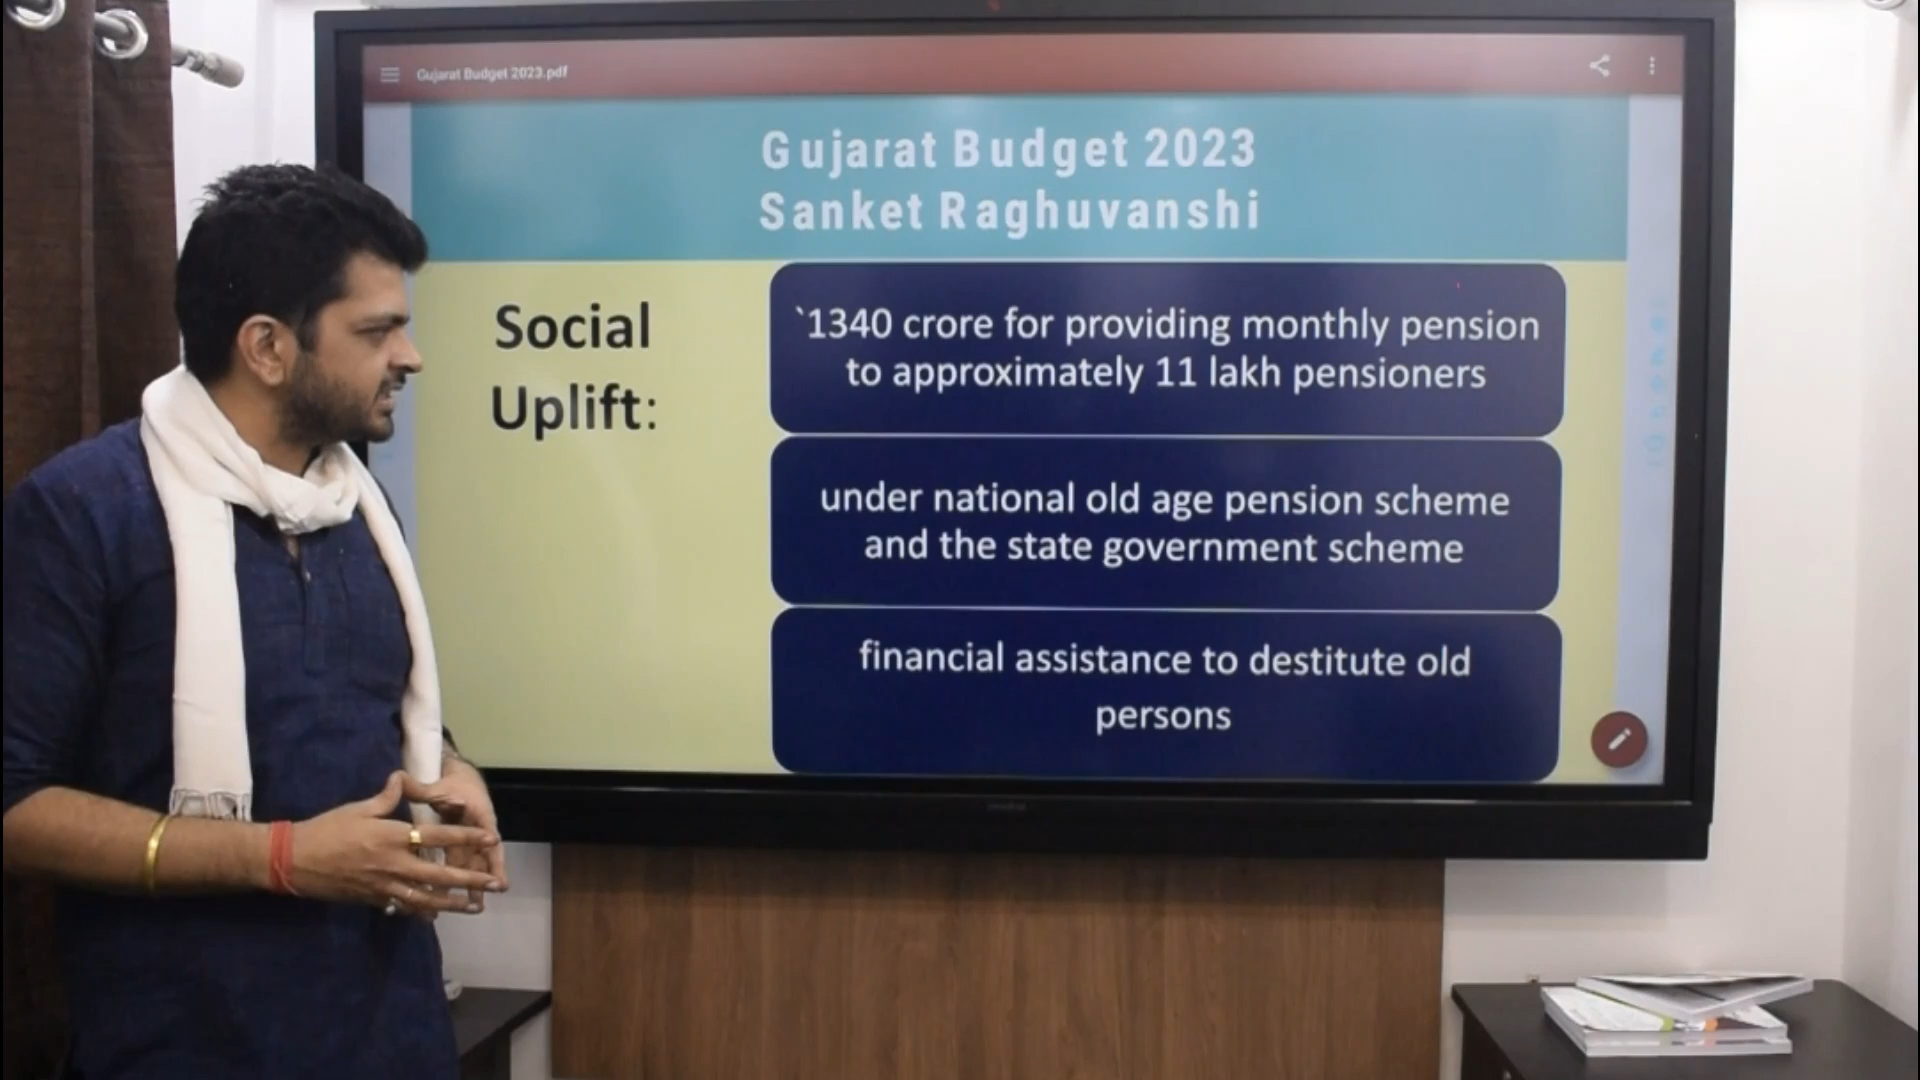 Gujarat Budget 2023.pdf
Gujarat Budget 2023
Sanket Raghuvanshi
Social
Uplift:
`1340 crore for providing monthly pension
to approximately 11 lakh pensioners
under national old age pension scheme
and the state government scheme
financial assistance to destitute old
persons